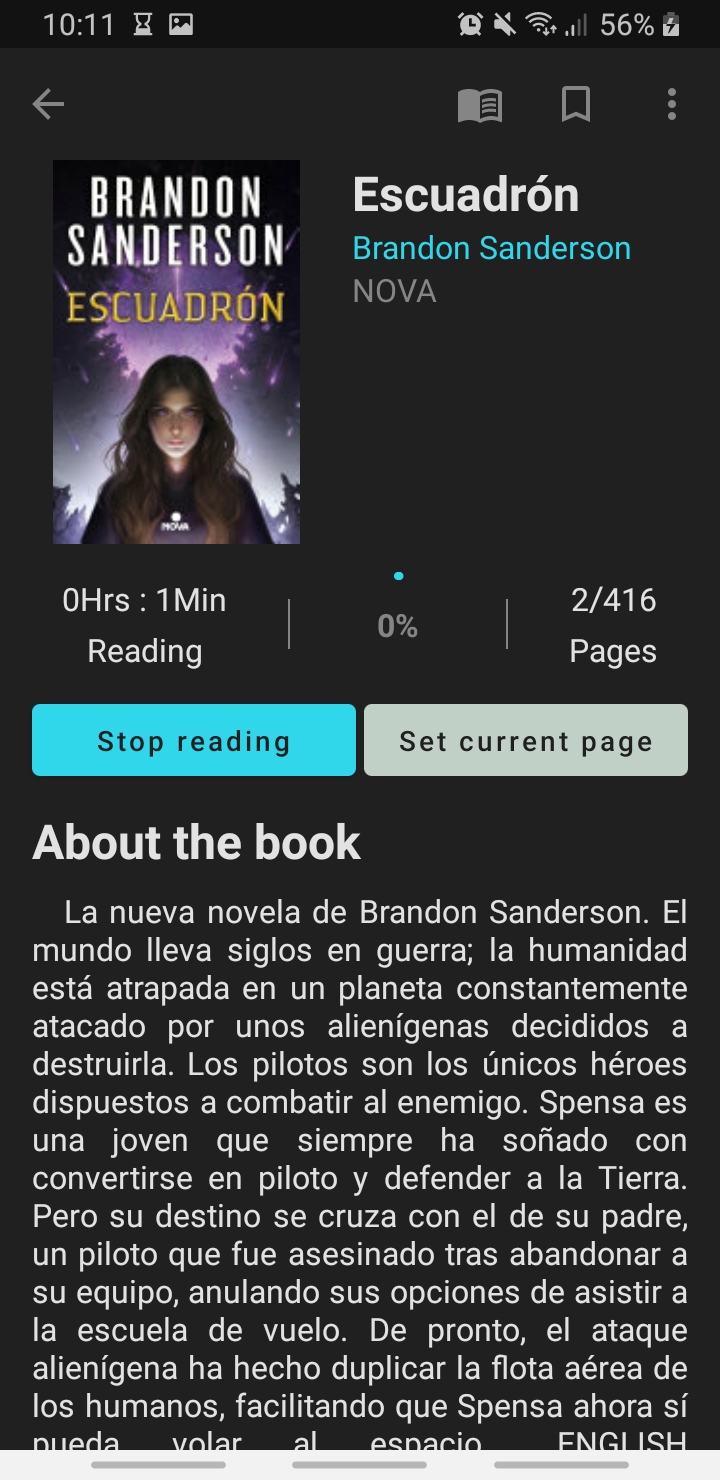 10:11 56%
BRANDON
SANDERSON
ESCUADRÓN
NOVA
Escuadrón
Brandon Sanderson
NOVA
0Hrs : 1Min
Reading
0%
2/416
Pages
Stop reading
Set current page
About the book
La nueva novela de Brandon Sanderson. El
mundo lleva siglos en guerra; la humanidad
está atrapada en un planeta constantemente
atacado por unos alienígenas decididos a
destruirla. Los pilotos son los únicos héroes
dispuestos a combatir al enemigo. Spensa es
una joven que siempre ha soñado con
convertirse en piloto y defender a la Tierra.
Pero su destino se cruza con el de su padre,
un piloto que fue asesinado tras abandonar a
su equipo, anulando sus opciones de asistir a
la escuela de vuelo. De pronto, el ataque
alienígena ha hecho duplicar la flota aérea de
los humanos, facilitando que Spensa ahora sí
pueda volar al espacio. ENGLISH